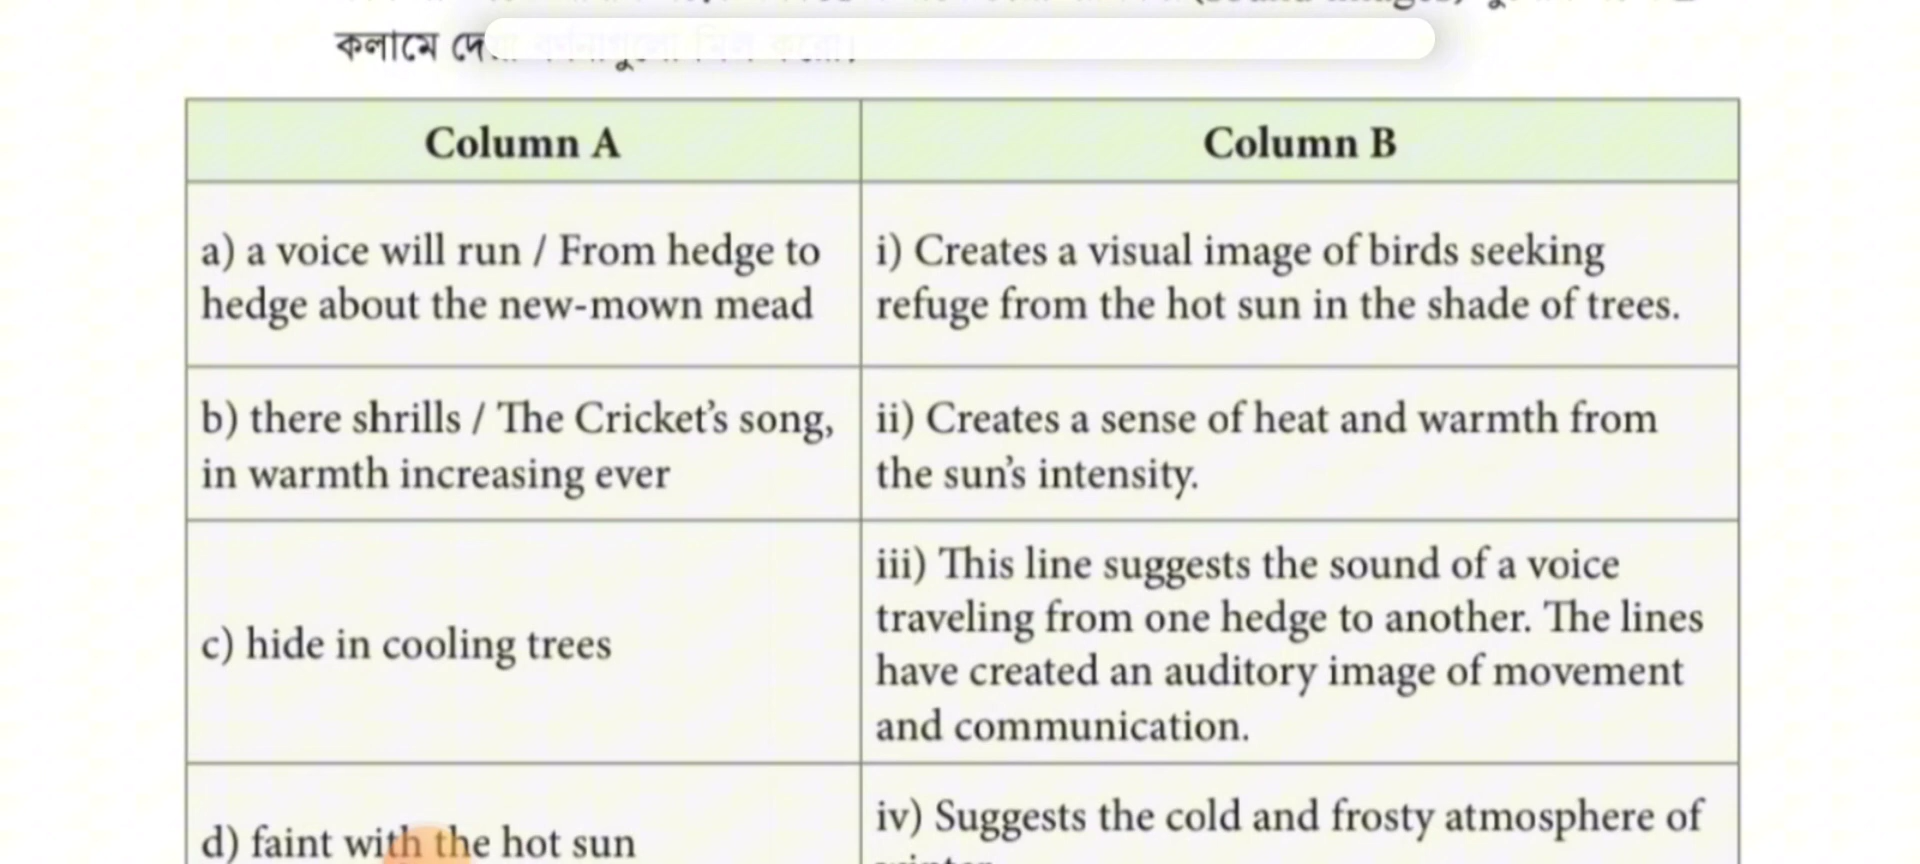 কলামে
Column A
Column B
a) a voice will run / From hedge to
hedge about the new-mown mead
i) Creates a visual image of birds seeking
refuge from the hot sun in the shade of trees.
b) there shrills / The Cricket's song,
in warmth increasing ever
ii) Creates a sense of heat and warmth from
the sun's intensity.
c) hide in cooling trees
iii) This line suggests the sound of a voice
traveling from one hedge to another. The lines
have created an auditory image of movement
and communication.
d) faint with the hot sun
iv) Suggests the cold and frosty atmosphere of